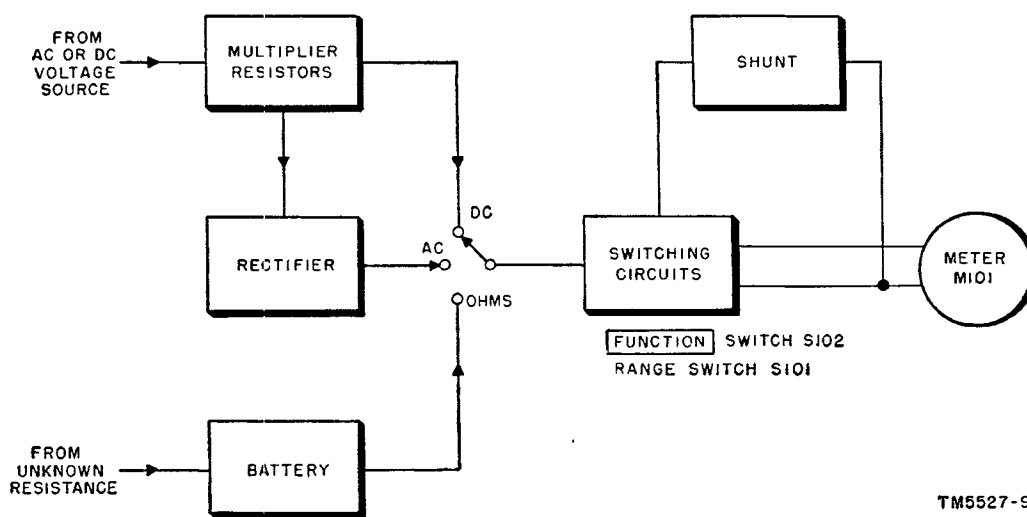 FROM
AC OR DC
VOLTAGE
SOURCE
MULTIPLIER
RESISTORS
SHUNT
RECTIFIER
DC
AC
OHMS
SWITCHING
CIRCUITS
METER
M101
FUNCTION SWITCH S102
RANGE SWITCH S101
FROM
UNKNOWN
RESISTANCE
BATTERY
TM5527-9